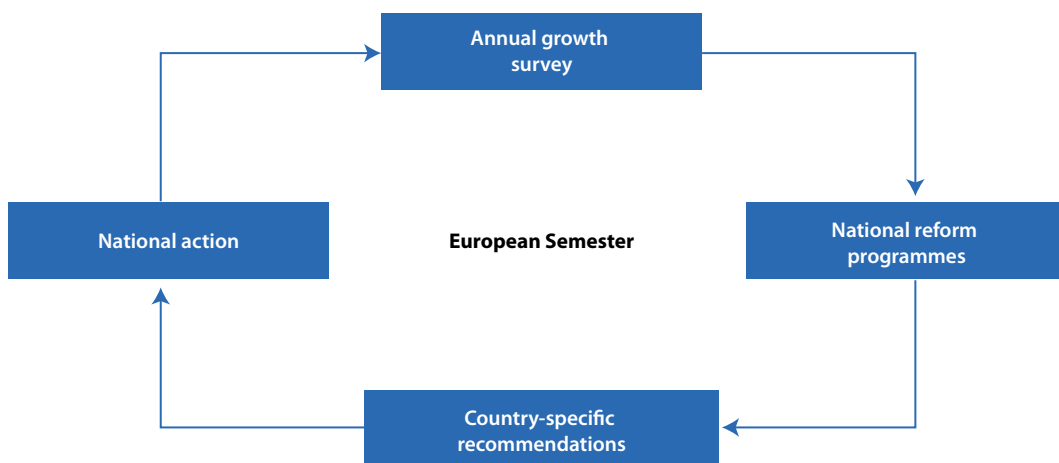 Annual growth
survey
National action
European Semester
National reform
programmes
Country-specific
recommendations